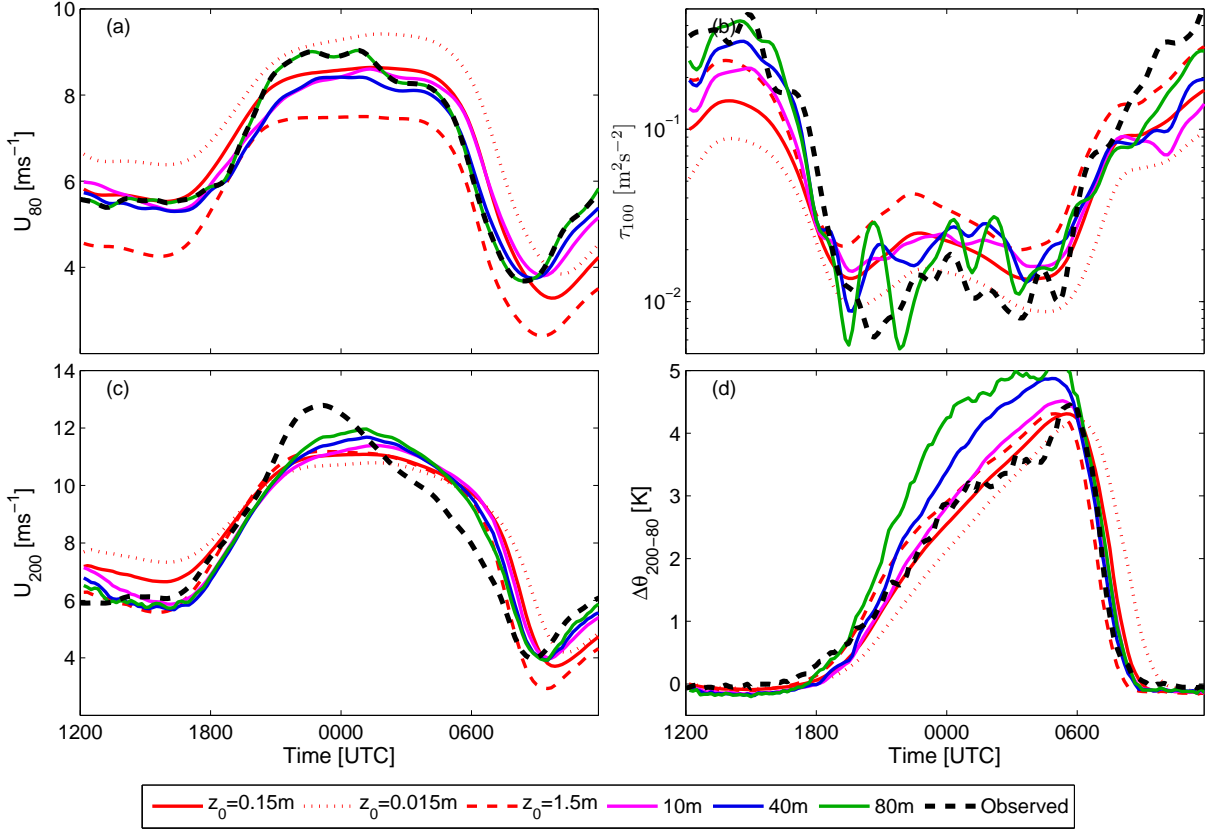 (a)
10
8
6
4
U80 [ms−1]
(b)
10−1
10−2
τ100 [m2s−2]
(c)
14
12
10
8
6
4
U200 [ms−1]
1200 1800 0000 0600
Time [UTC]
(d)
5
4
3
2
1
0
Δθ200−80 [K]
1200 1800 0000 0600
Time [UTC]
z0=0.15m z0=0.015m z0=1.5m 10m 40m 80m Observed